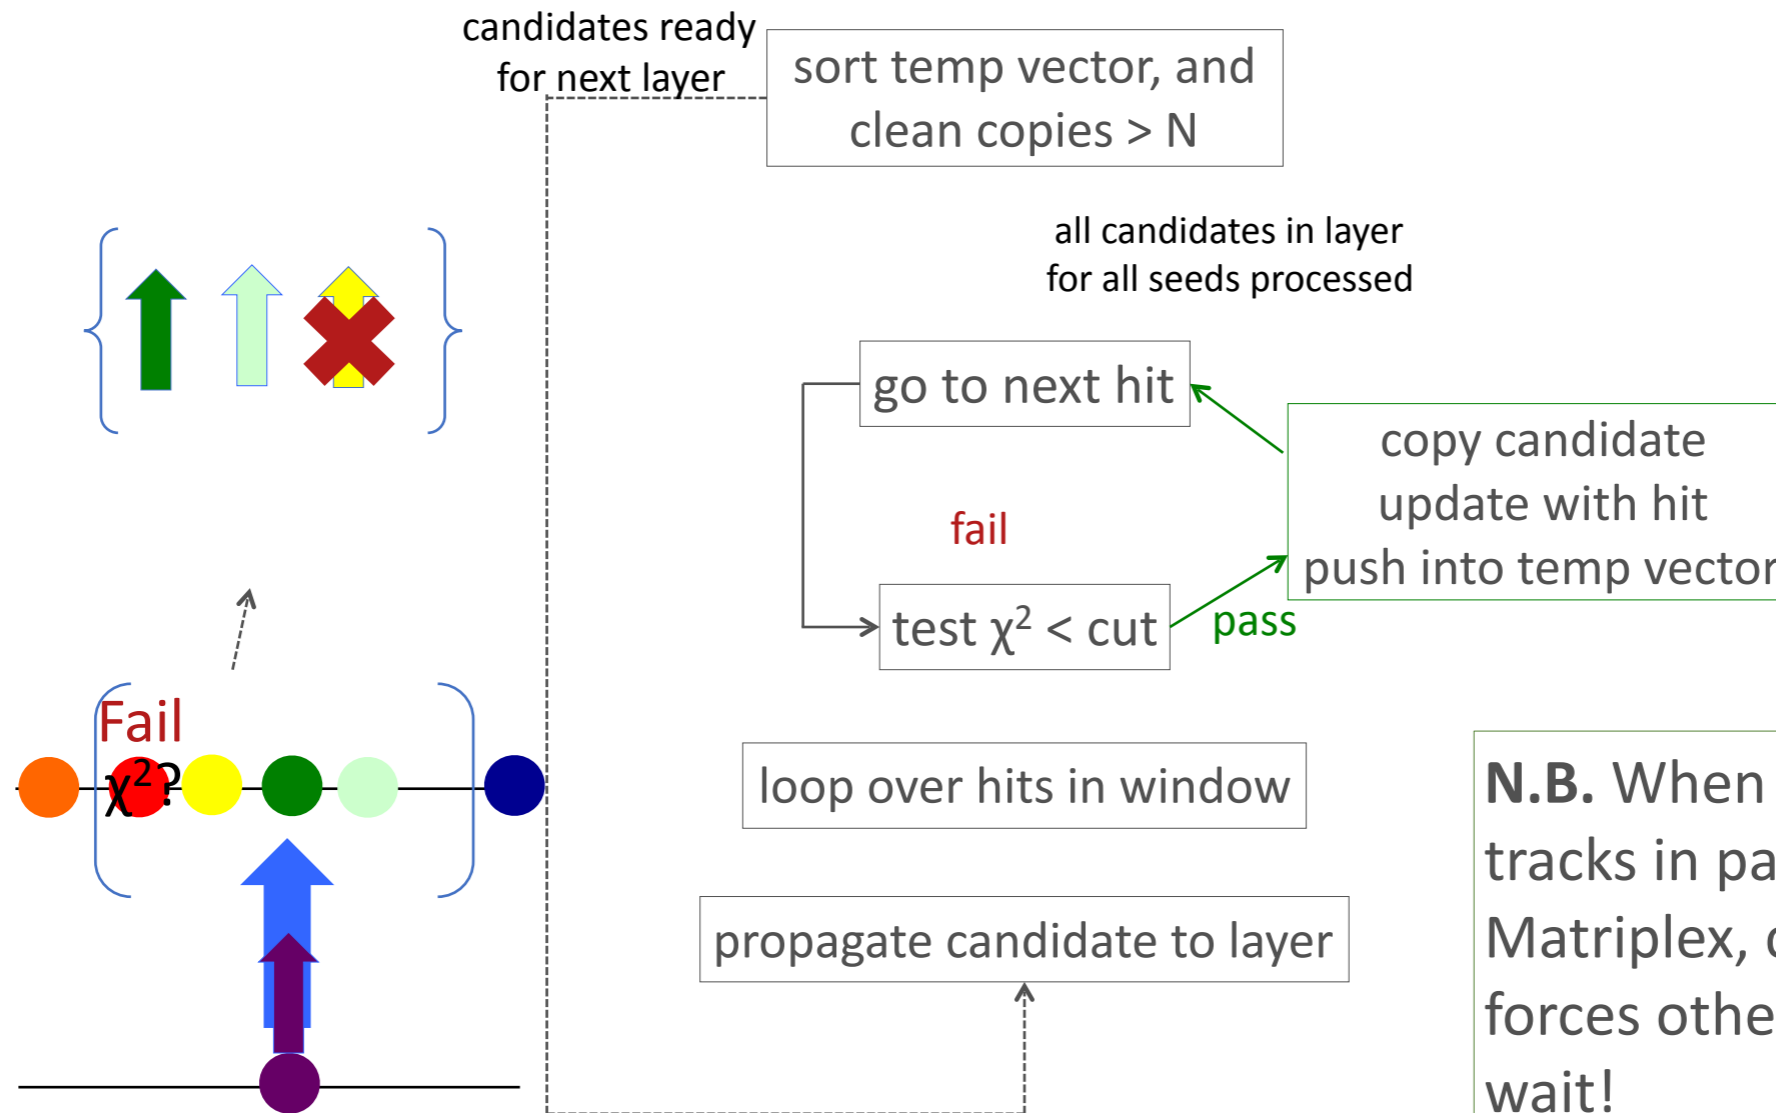 candidates ready
for next layer
sort temp vector, and
clean copies > N
all candidates in layer
for all seeds processed
go to next hit
copy candidate
update with hit
push into temp vector
fail
test χ² < cut
pass
Fail
χ²?
loop over hits in window
propagate candidate to layer
N.B. When
tracks in pa
Matriplex, c
forces othe
wait!